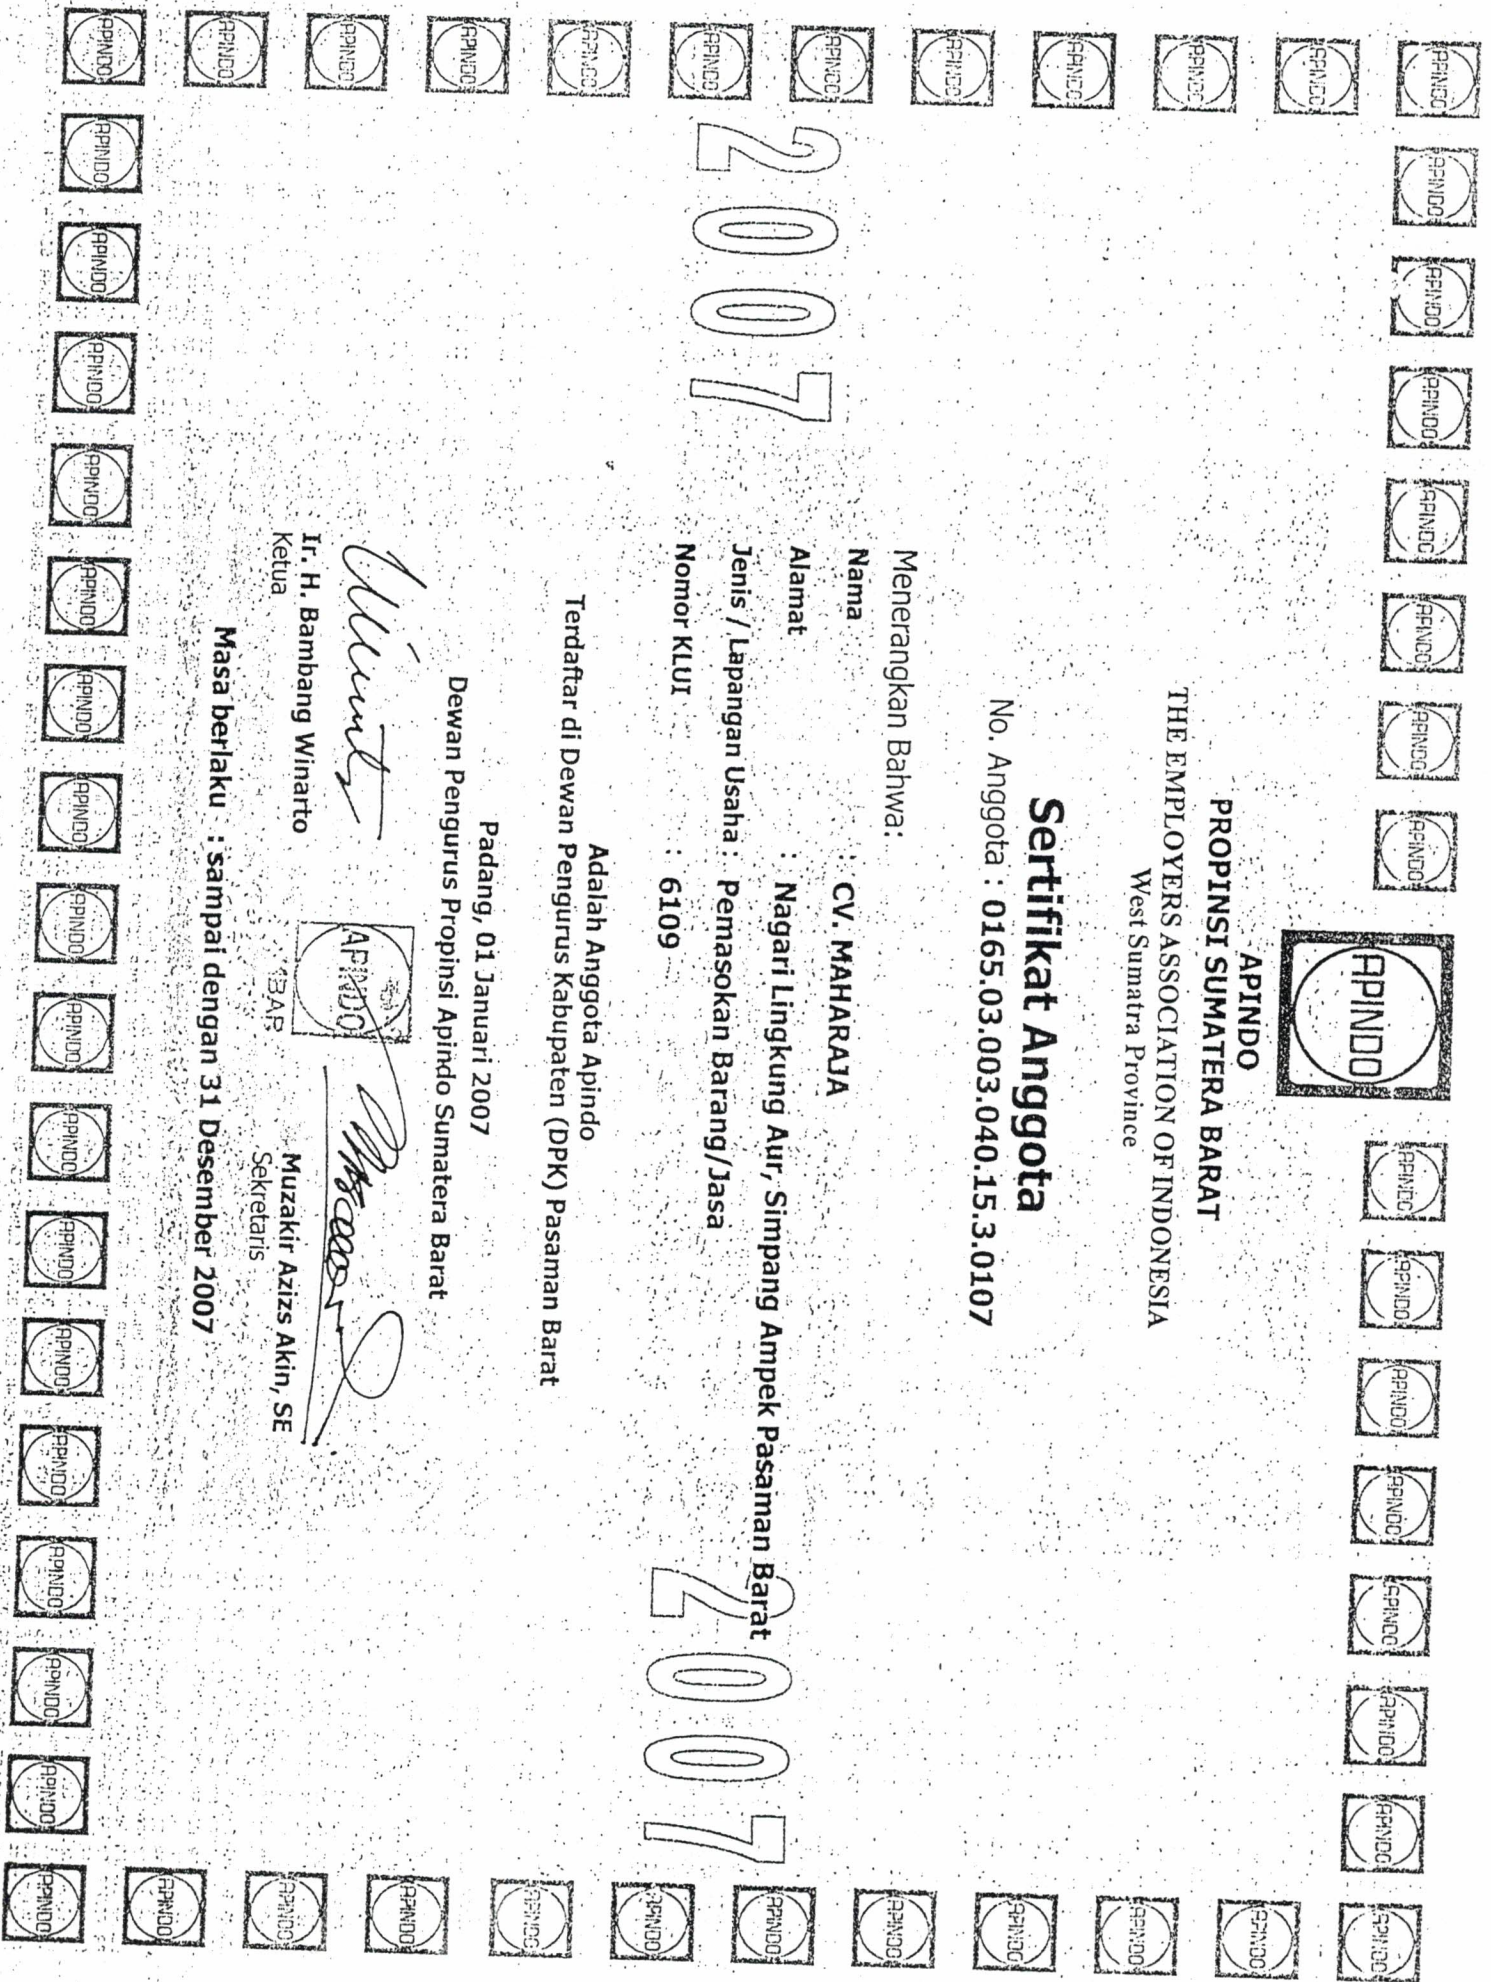 APINDO
APINDO
PROPINSI SUMATERA BARAT
THE EMPLOYERS ASSOCIATION OF INDONESIA
West Sumatra Province
Sertifikat Anggota
No. Anggota : 0165.03.003.040.15.3.0107
Menerangkan Bahwa:
Nama : CV. MAHARAJA
Alamat : Nagari Lingkung Aur, Simpang Ampek Pasaman Barat
Jenis / Lapangan Usaha : Pemasokan Barang/Jasa
Nomor KLUI : 6109
2007
2007
Adalah Anggota Apindo
Terdaftar di Dewan Pengurus Kabupaten (DPK) Pasaman Barat
Padang, 01 Januari 2007
Dewan Pengurus Propinsi Apindo Sumatera Barat
APINDO
Ir. H. Bambang Winarto
Ketua
Muzakir Azizs Akin, SE
Sekretaris
Masa berlaku : sampai dengan 31 Desember 2007